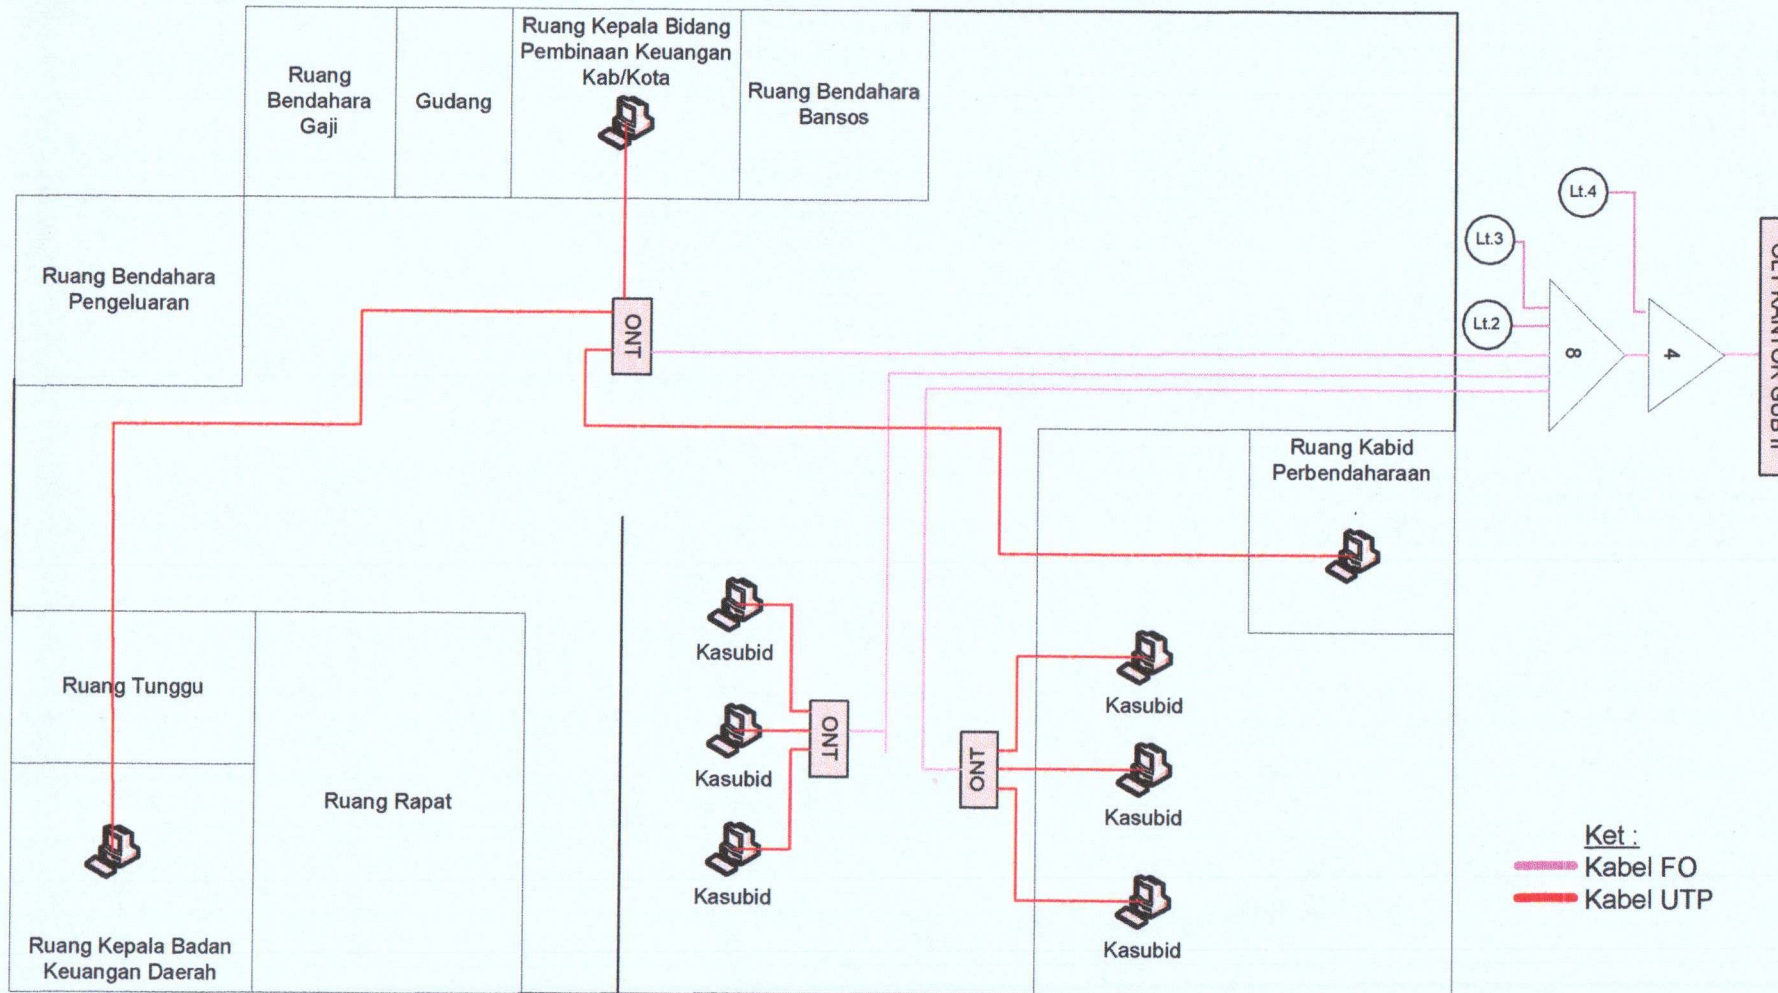 Ruang Kepala Bidang
Pembinaan Keuangan
Kab/Kota
Ruang
Bendahara
Gaji
Gudang
Ruang Bendahara
Bansos
Lt.4
Lt.3
Lt.2
Ruang Bendahara
Pengeluaran
ONT
8
4
Ruang Kabid
Perbendaharaan
Kasubid
Kasubid
Kasubid
ONT
ONT
Kasubid
Kasubid
Kasubid
Ruang Tunggu
Ruang Rapat
Ruang Kepala Badan
Keuangan Daerah
Ket :
Kabel FO
Kabel UTP